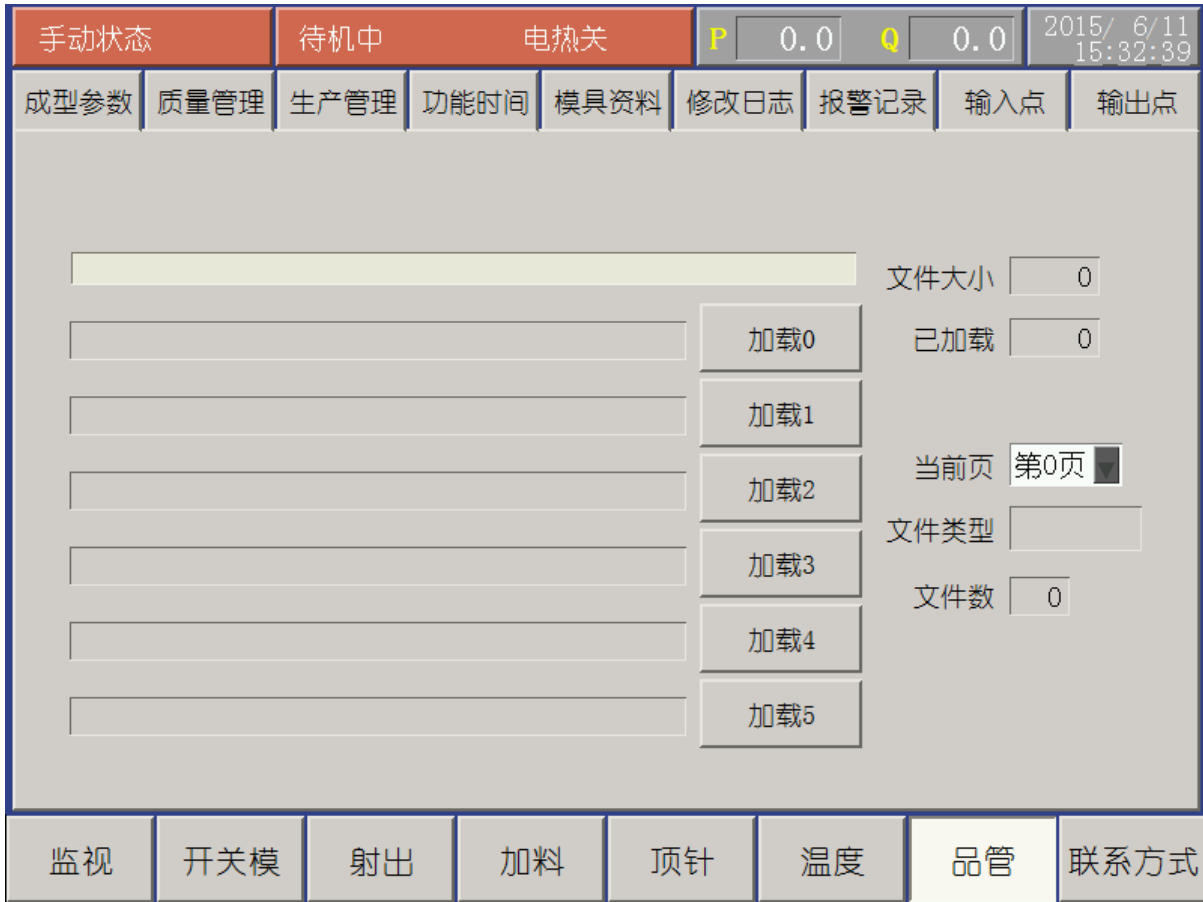 手动状态 待机中 电热关 P 0.0 Q 0.0 2015/ 6/11
15:32:39
成型参数 质量管理 生产管理 功能时间 模具资料 修改日志 报警记录 输入点 输出点
文件大小 0
加载0 已加载 0
加载1
当前页 第0页
加载2
文件类型
加载3
文件数 0
加载4
加载5
监视 开关模 射出 加料 顶针 温度 品管 联系方式